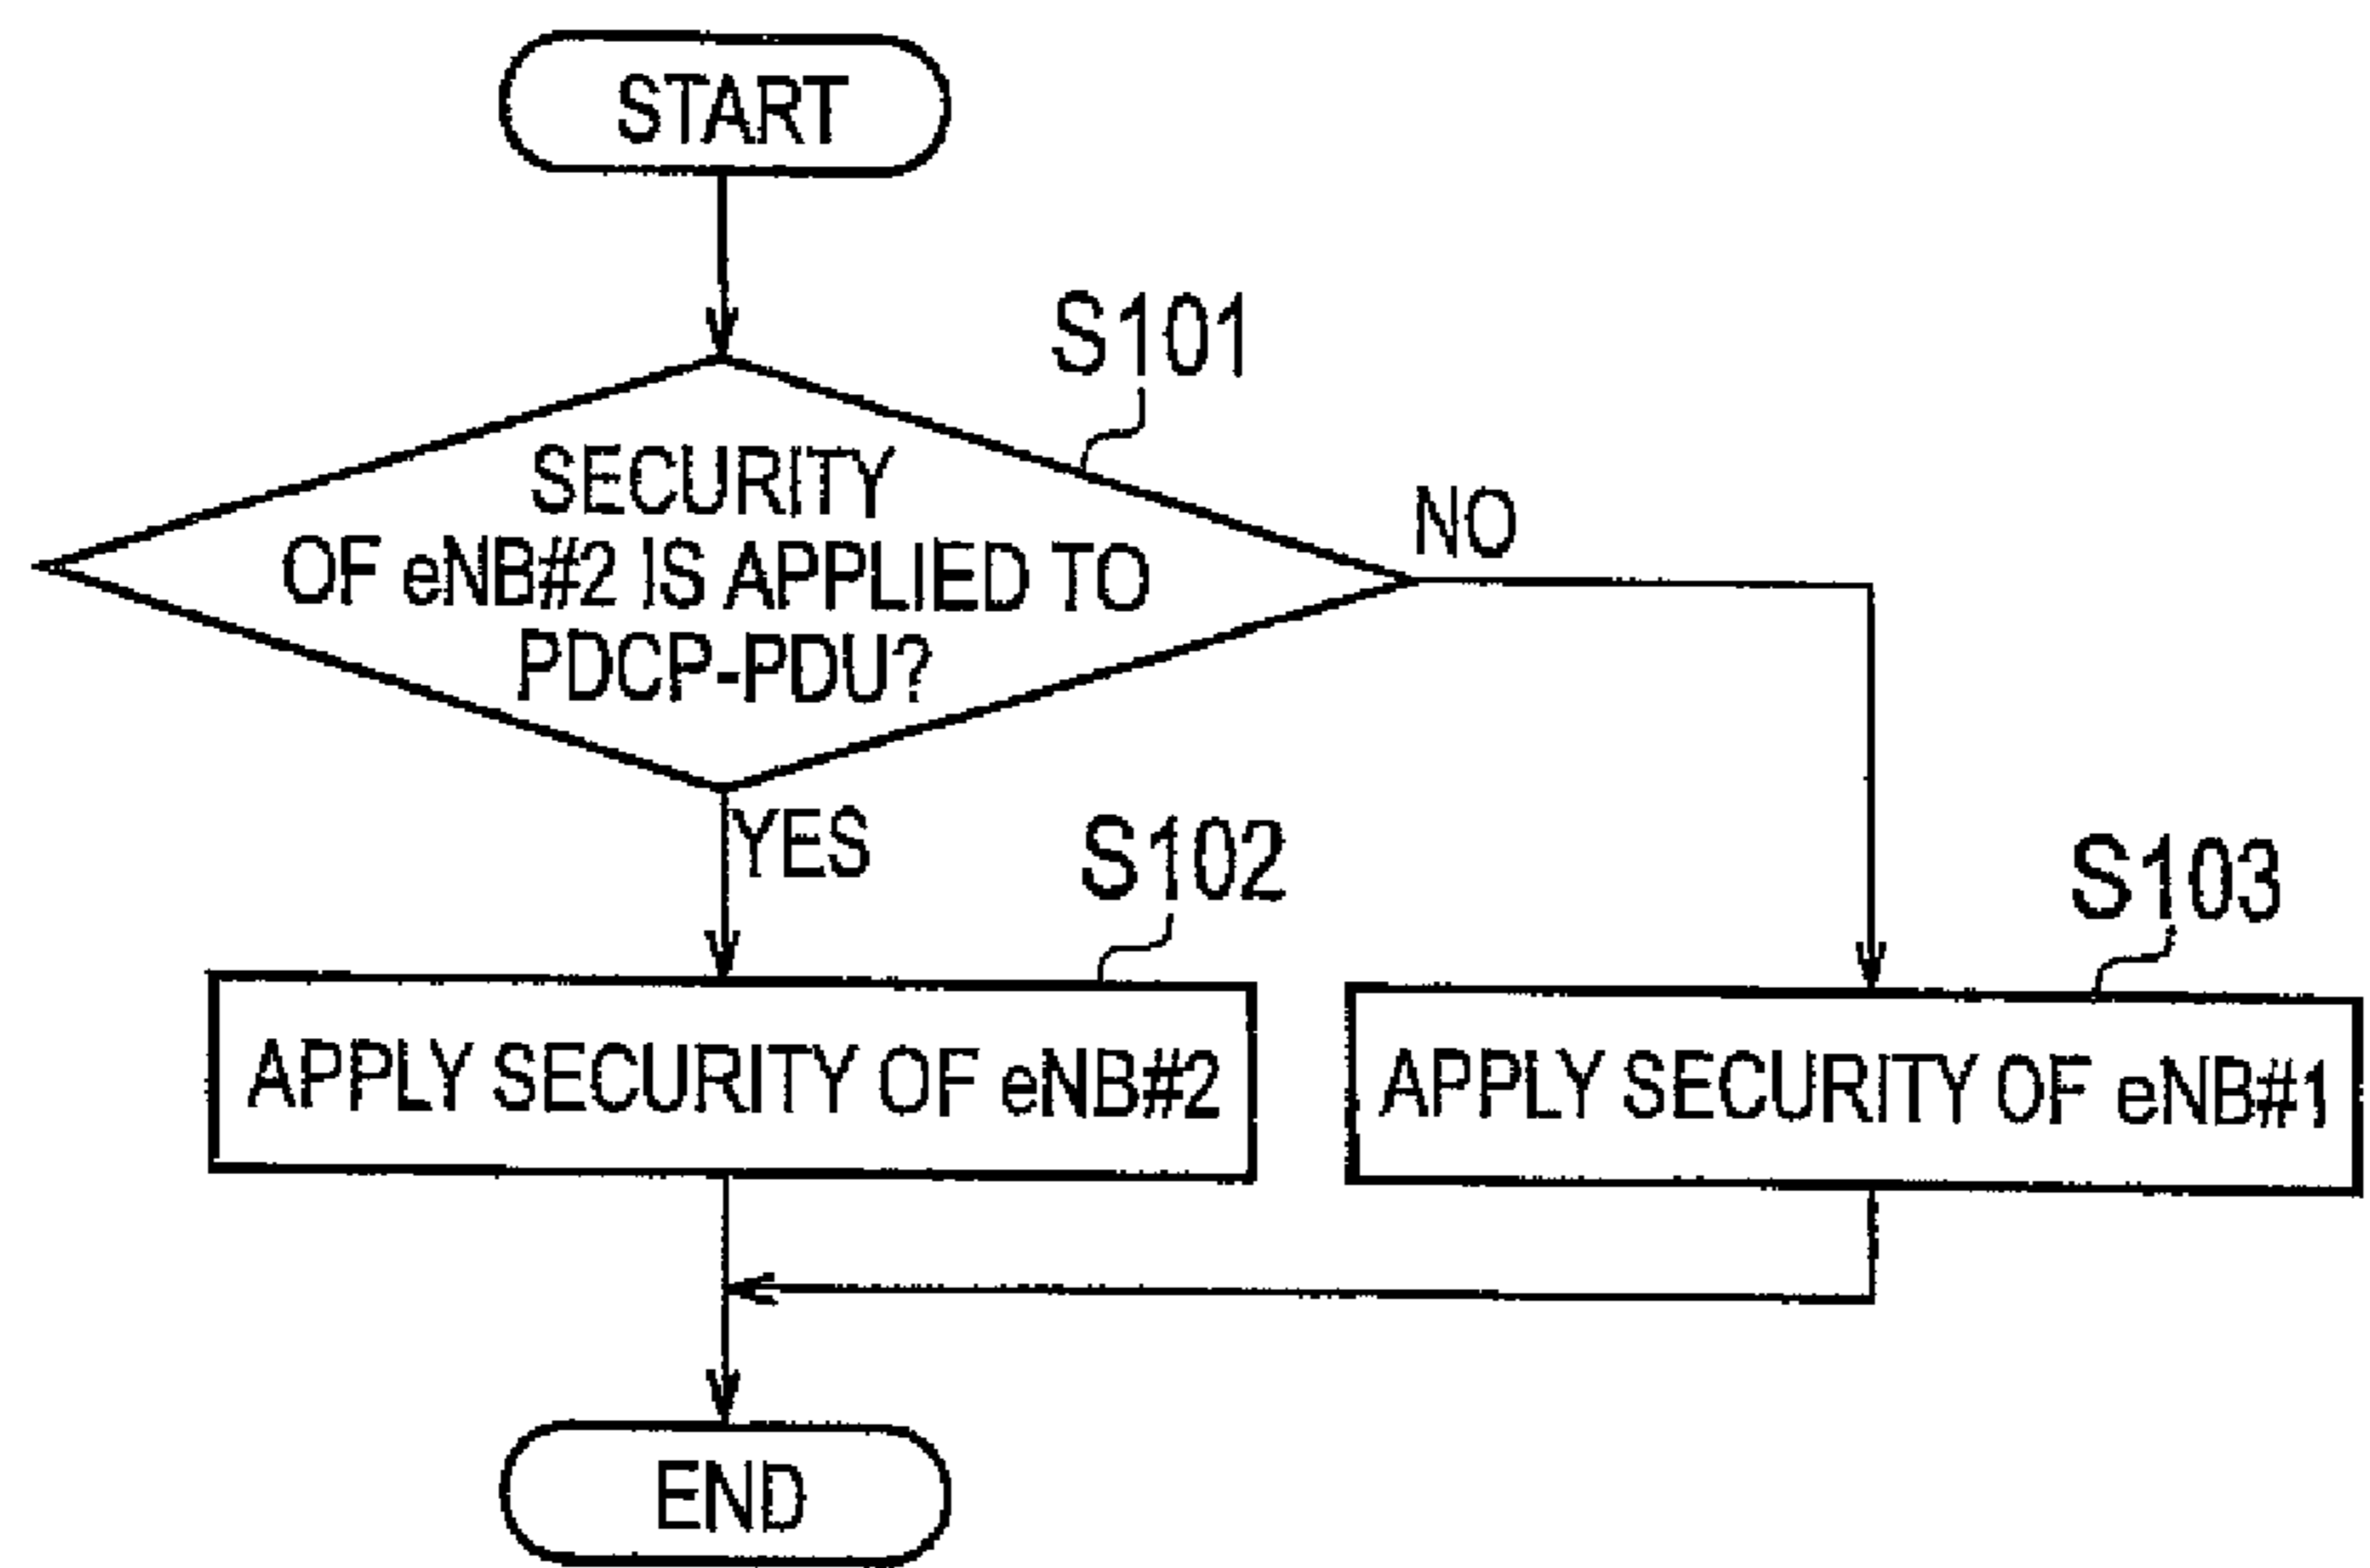 START
S101
SECURITY
OF eNB#2 IS APPLIED TO
PDCP-PDU?
NO
YES
S102
S103
APPLY SECURITY OF eNB#2
APPLY SECURITY OF eNB#1
END